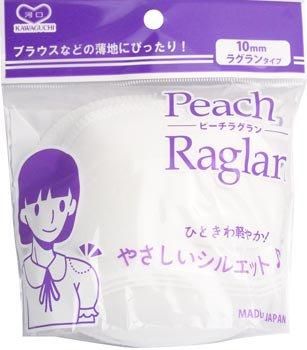 河口
KAWAGUCHI
ブラウスなどの薄地にぴったり!
10mm
ラグランタイプ
Peach
ピーチラグラン
Raglan
ひときわ軽やか!
やさしいシルエット♪
MADE JAPAN